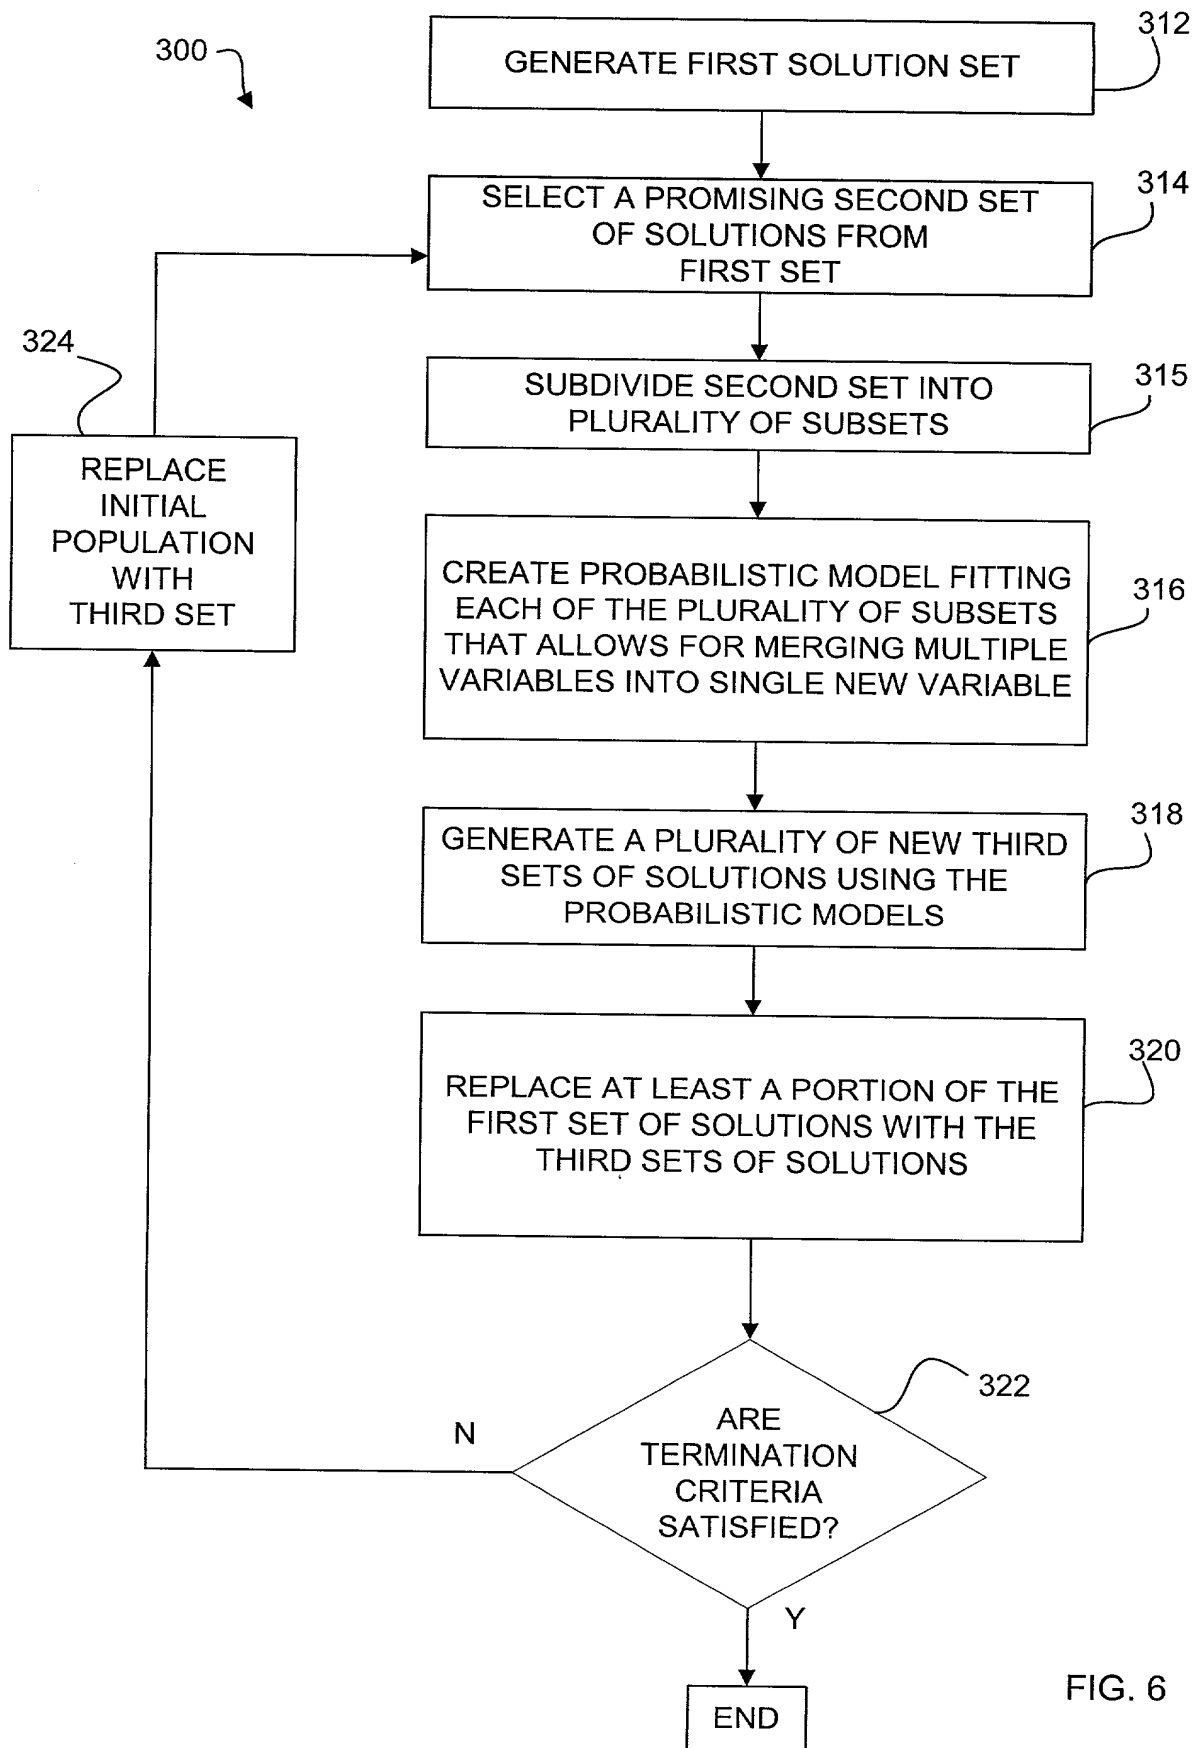 300
312
GENERATE FIRST SOLUTION SET
314
SELECT A PROMISING SECOND SET
OF SOLUTIONS FROM
FIRST SET
324
315
SUBDIVIDE SECOND SET INTO
PLURALITY OF SUBSETS
REPLACE
INITIAL
POPULATION
WITH
THIRD SET
316
CREATE PROBABILISTIC MODEL FITTING
EACH OF THE PLURALITY OF SUBSETS
THAT ALLOWS FOR MERGING MULTIPLE
VARIABLES INTO SINGLE NEW VARIABLE
318
GENERATE A PLURALITY OF NEW THIRD
SETS OF SOLUTIONS USING THE
PROBABILISTIC MODELS
320
REPLACE AT LEAST A PORTION OF THE
FIRST SET OF SOLUTIONS WITH THE
THIRD SETS OF SOLUTIONS
322
N
ARE
TERMINATION
CRITERIA
SATISFIED?
Y
END
FIG. 6